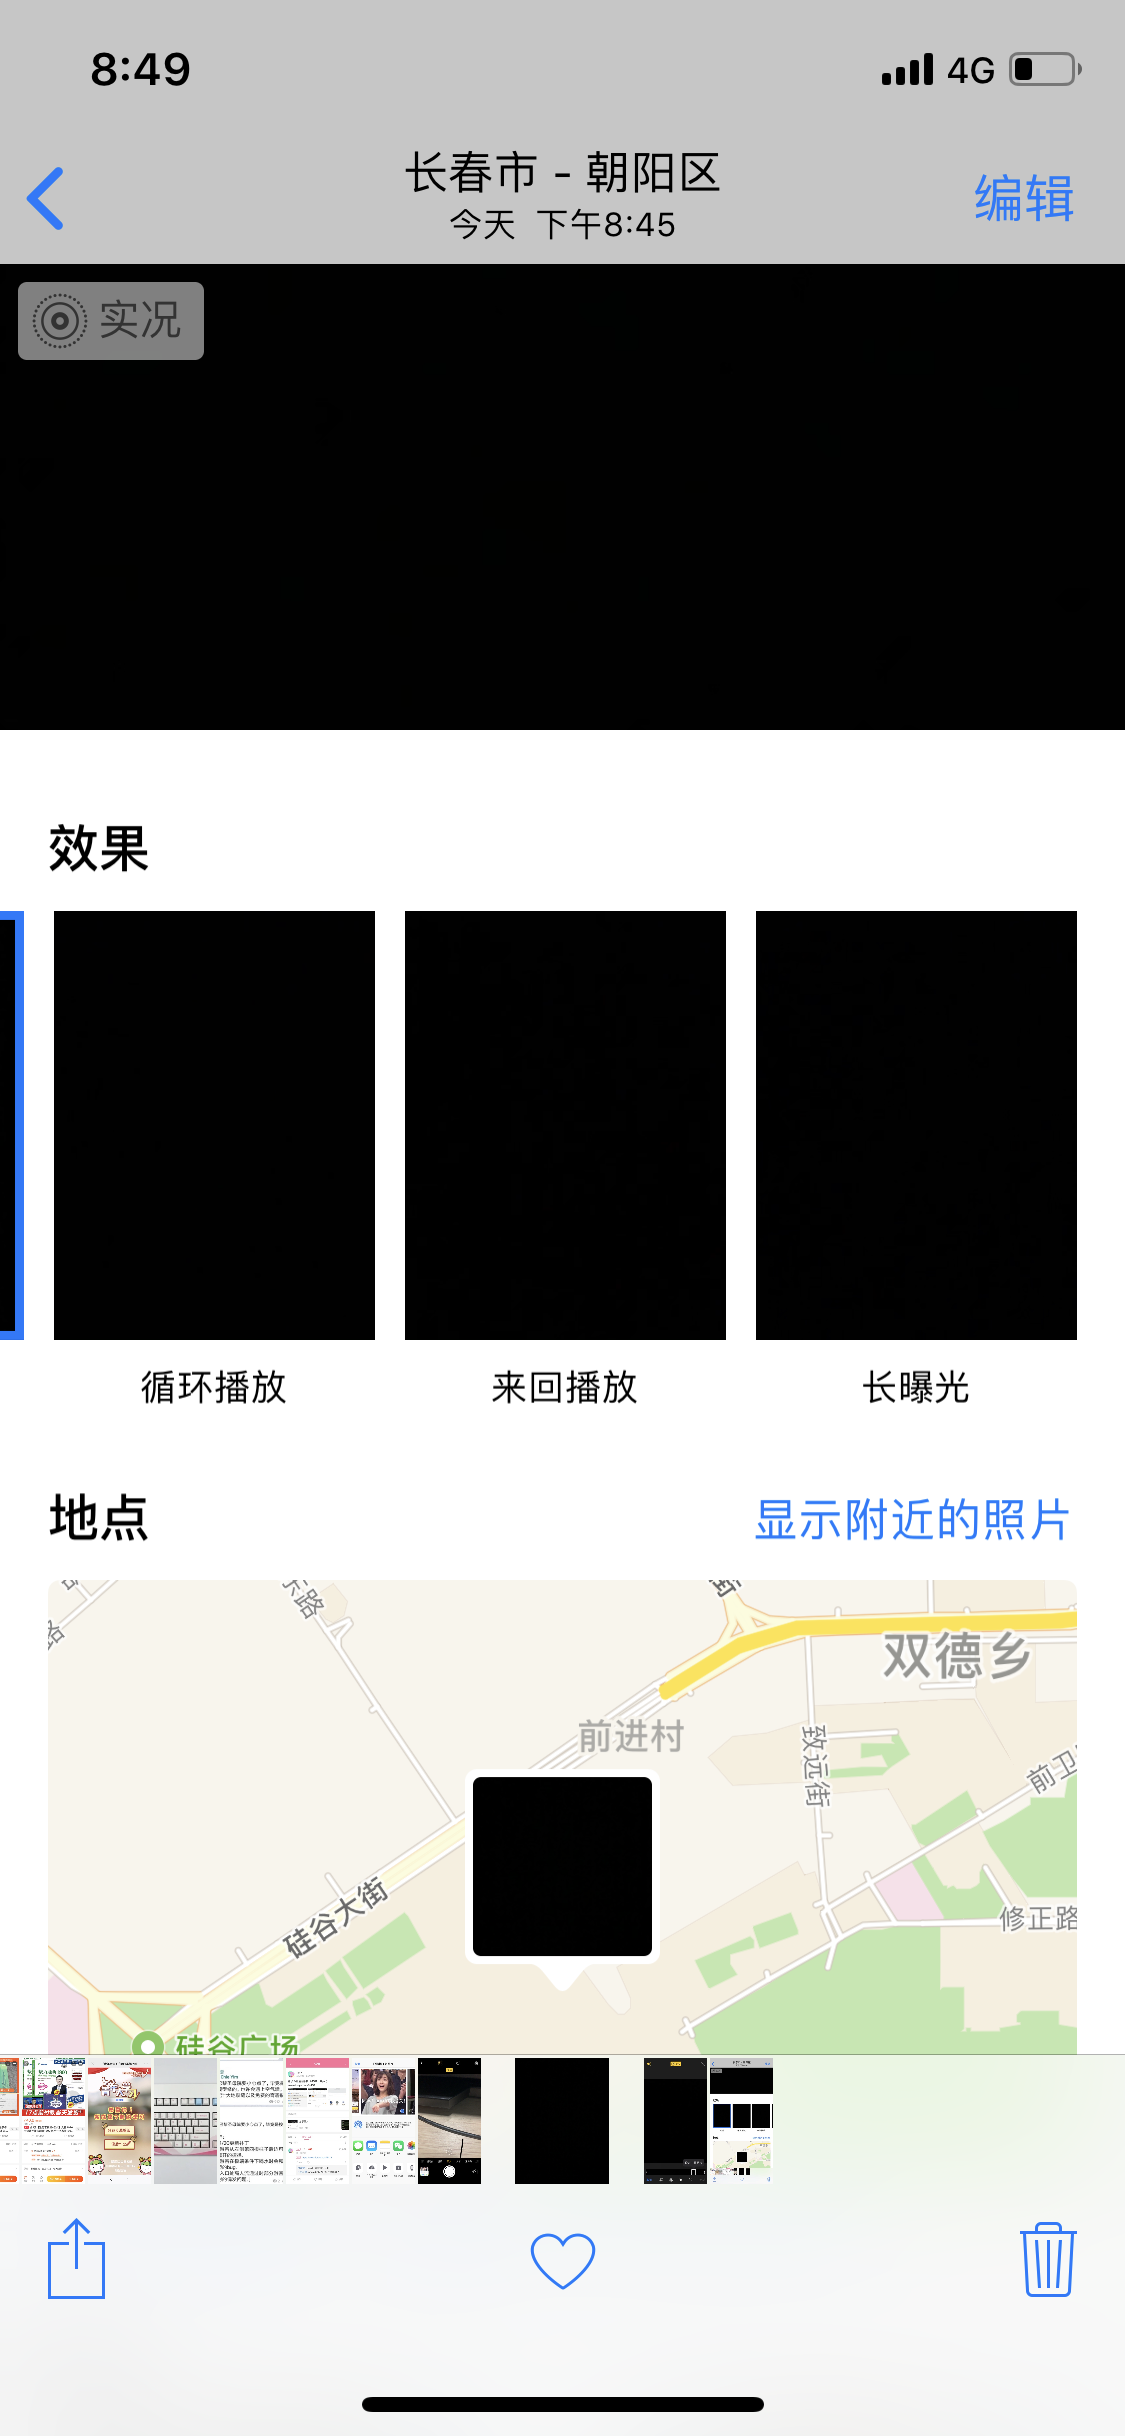 8:49
4G
长春市 - 朝阳区
今天 下午8:45
编辑
实况
效果
循环播放
来回播放
长曝光
地点
显示附近的照片
街
双德乡
前进村
致远街
前卫
硅谷大街
修正路
硅谷广场